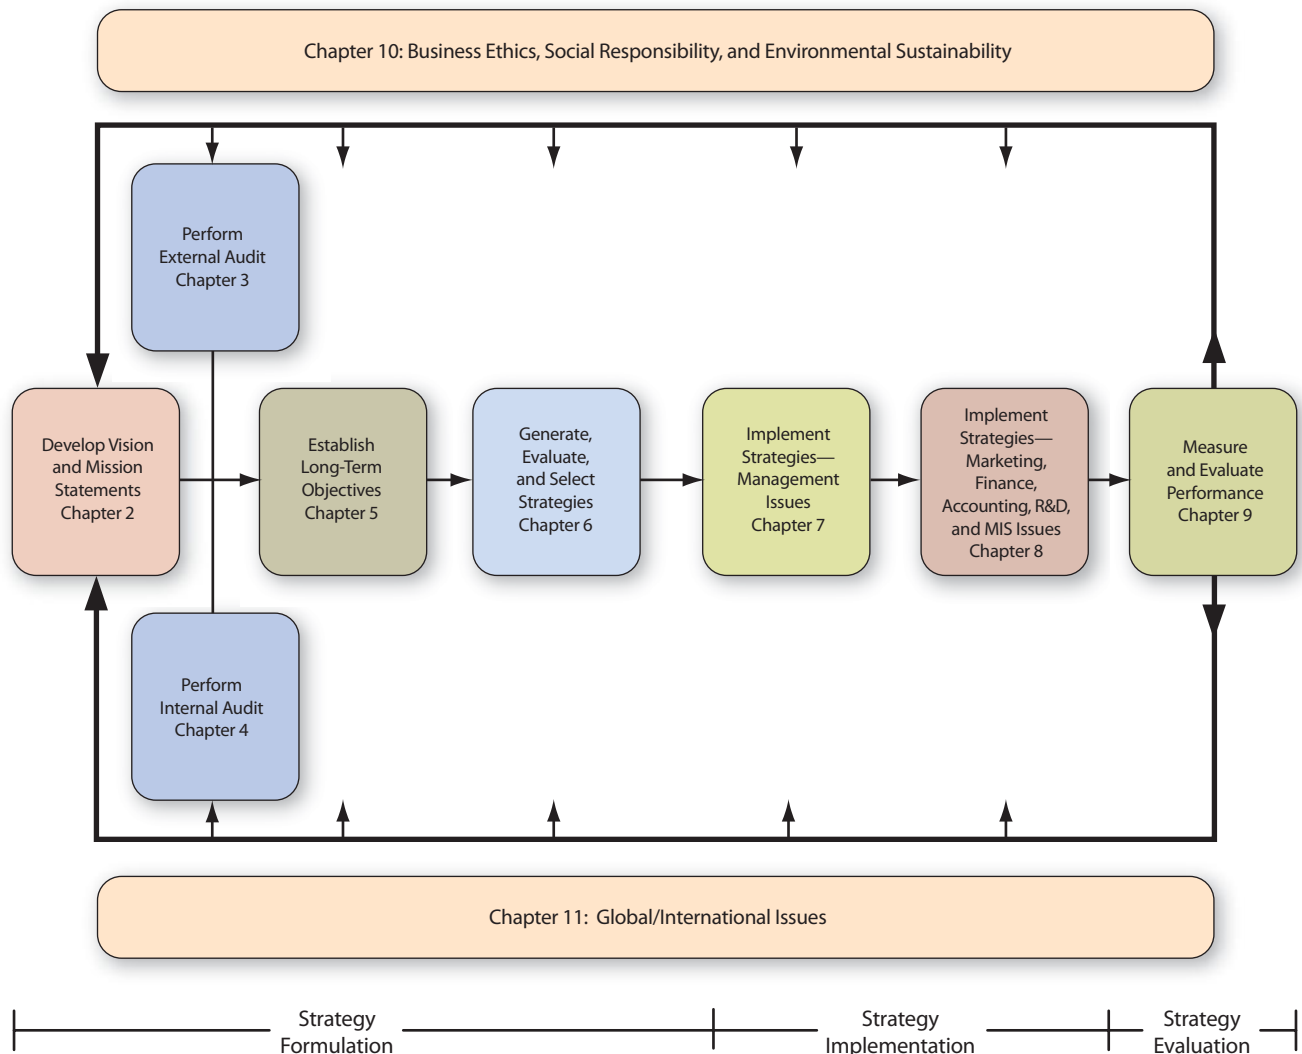 Chapter 10: Business Ethics, Social Responsibility, and Environmental Sustainability
Perform
External Audit
Chapter 3
Develop Vision
and Mission
Statements
Chapter 2
Establish
Long-Term
Objectives
Chapter 5
Generate,
Evaluate,
and Select
Strategies
Chapter 6
Implement
Strategies—
Management
Issues
Chapter 7
Implement
Strategies—
Marketing,
Finance,
Accounting, R&D,
and MIS Issues
Chapter 8
Measure
and Evaluate
Performance
Chapter 9
Perform
Internal Audit
Chapter 4
Chapter 11: Global/International Issues
Strategy
Formulation
Strategy
Implementation
Strategy
Evaluation